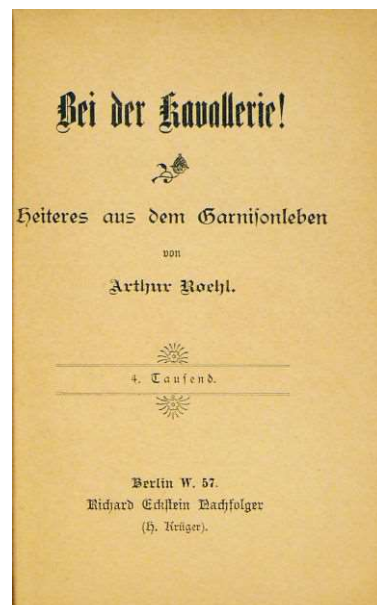 Bei der Kavallerie!
Heiteres aus dem Garniſonleben
von
Arthur Roehl.
4. Tauſend.
Berlin W. 57.
Richard Eckſtein Nachfolger
(H. Krüger).